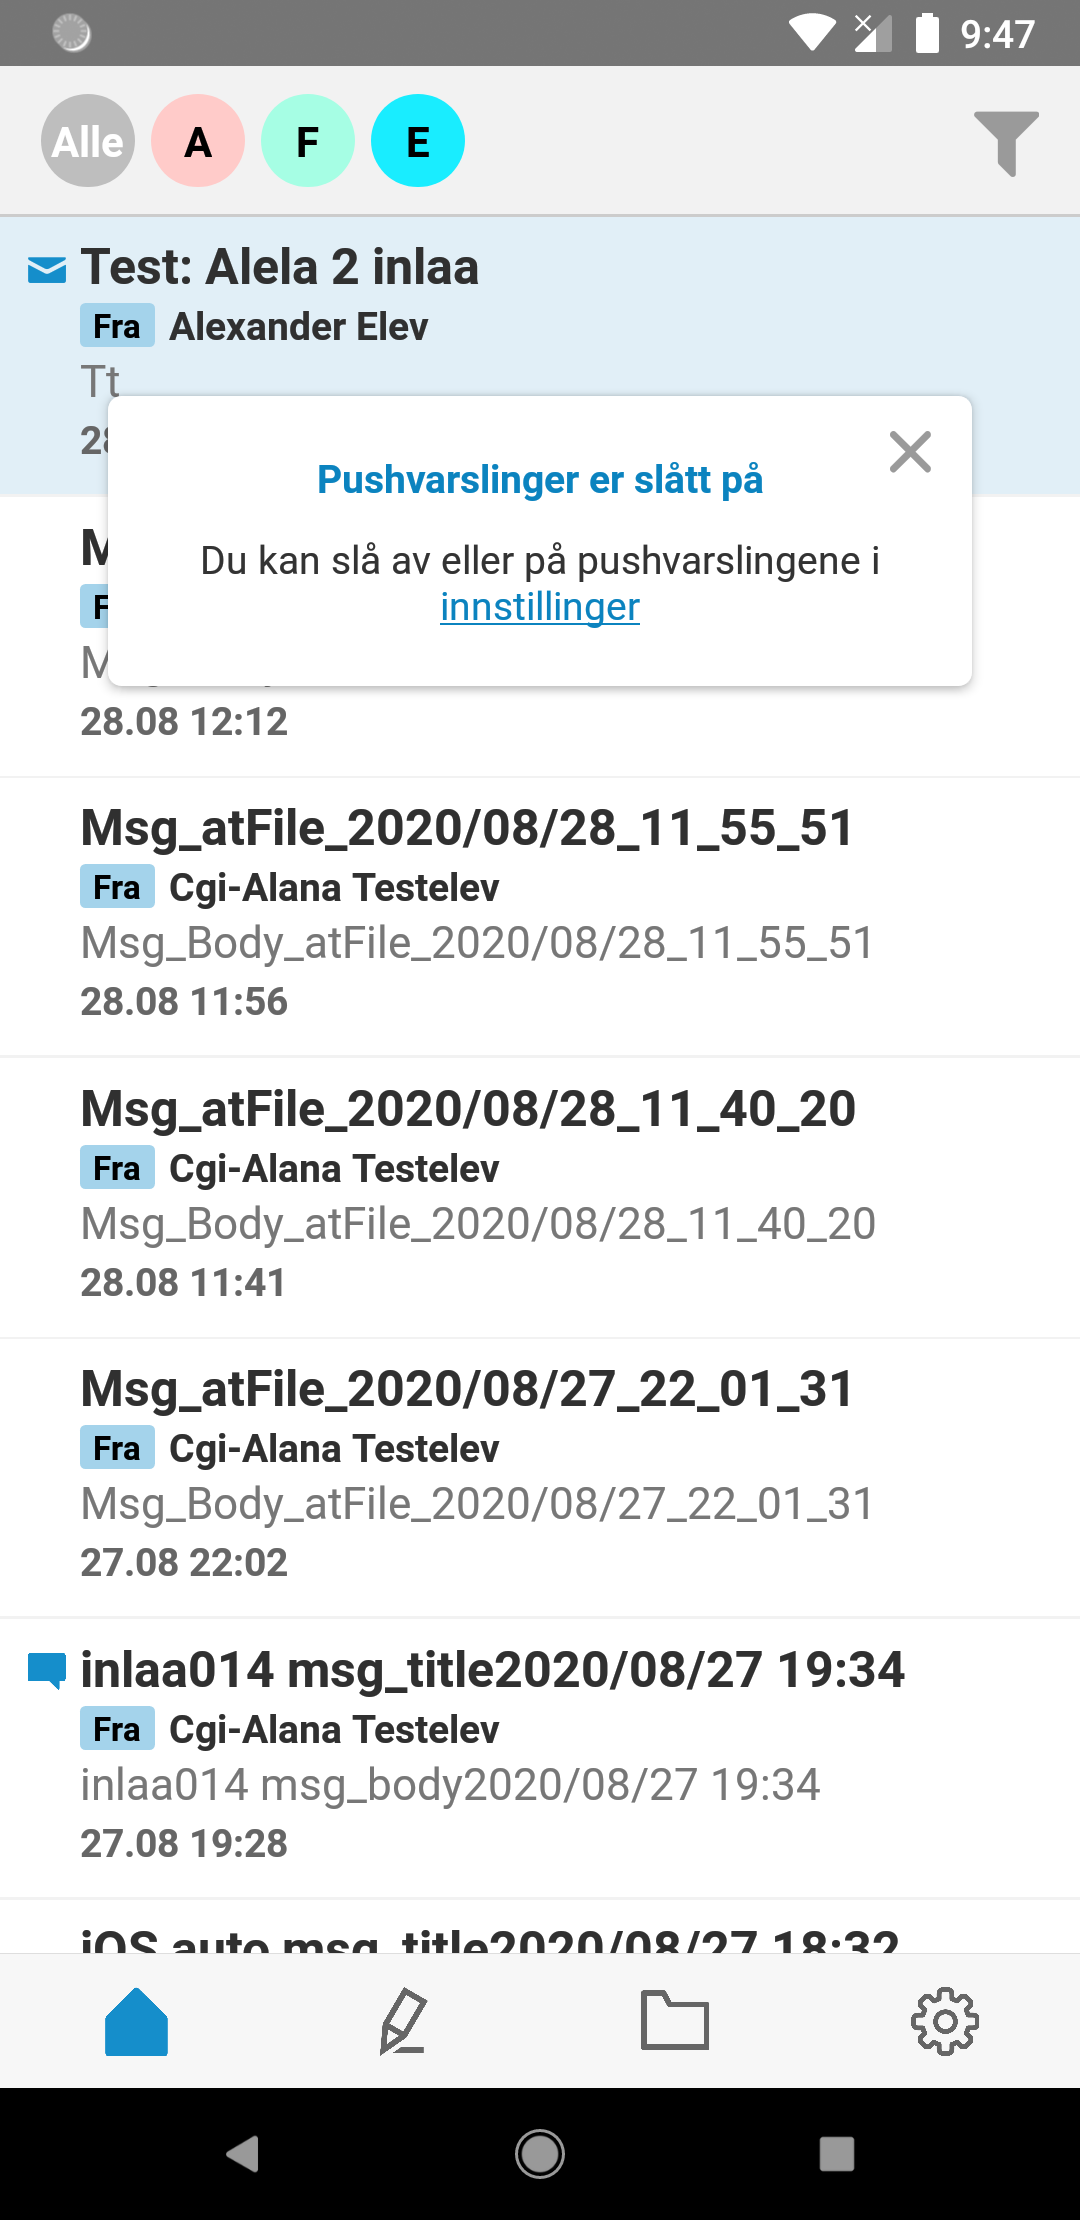 9:47
Alle A F E
Test: Alela 2 inlaa
Fra Alexander Elev
Tt
Pushvarslinger er slått på
Du kan slå av eller på pushvarslingene i
innstillinger
28.08 12:12
Msg_atFile_2020/08/28_11_55_51
Fra Cgi-Alana Testelev
Msg_Body_atFile_2020/08/28_11_55_51
28.08 11:56
Msg_atFile_2020/08/28_11_40_20
Fra Cgi-Alana Testelev
Msg_Body_atFile_2020/08/28_11_40_20
28.08 11:41
Msg_atFile_2020/08/27_22_01_31
Fra Cgi-Alana Testelev
Msg_Body_atFile_2020/08/27_22_01_31
27.08 22:02
inlaa014 msg_title2020/08/27 19:34
Fra Cgi-Alana Testelev
inlaa014 msg_body2020/08/27 19:34
27.08 19:28
iOS auto msg_title2020/08/27 18:32